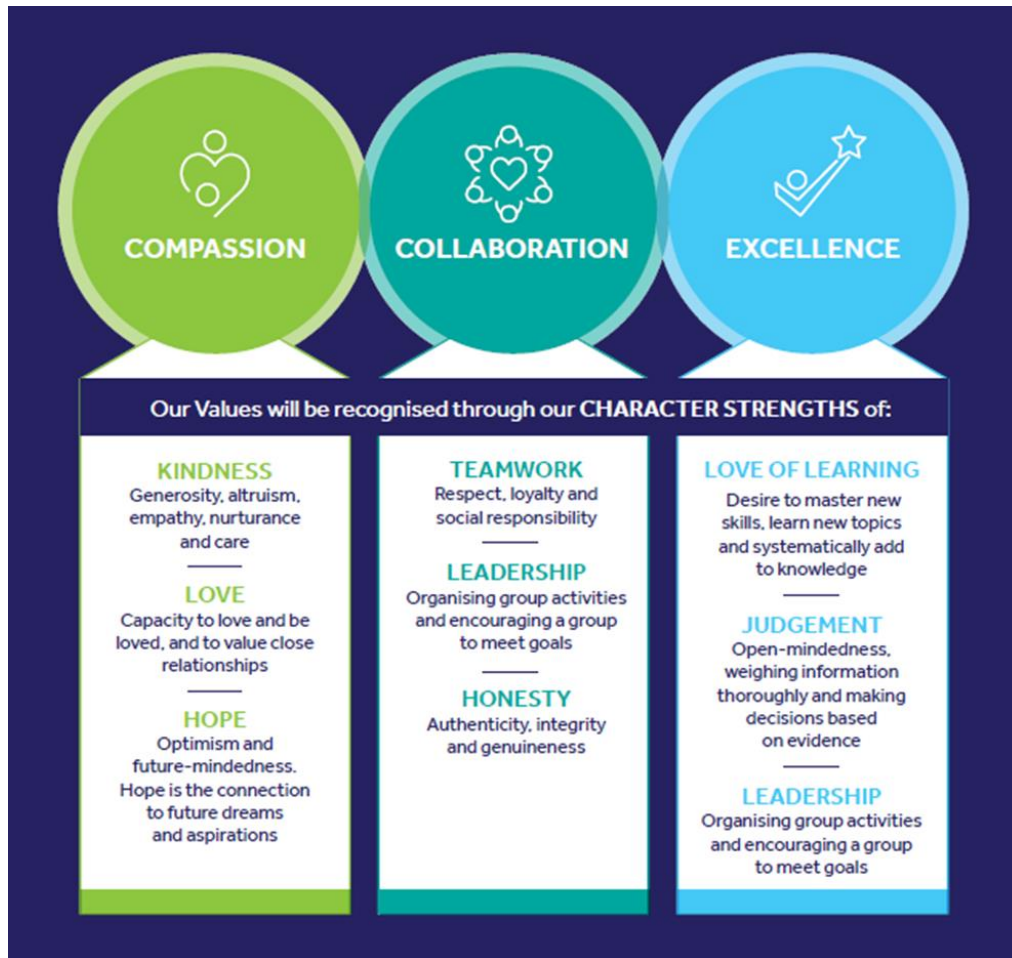 COMPASSION
COLLABORATION
EXCELLENCE
Our Values will be recognised through our CHARACTER STRENGTHS of:
KINDNESS
Generosity, altruism,
empathy, nurturance
and care
LOVE
Capacity to love and be
loved, and to value close
relationships
HOPE
Optimism and
future-mindedness.
Hope is the connection
to future dreams
and aspirations
TEAMWORK
Respect, loyalty and
social responsibility
LEADERSHIP
Organising group activities
and encouraging a group
to meet goals
HONESTY
Authenticity, integrity
and genuineness
LOVE OF LEARNING
Desire to master new
skills, learn new topics
and systematically add
to knowledge
JUDGEMENT
Open-mindedness,
weighing information
thoroughly and making
decisions based
on evidence
LEADERSHIP
Organising group activities
and encouraging a group
to meet goals